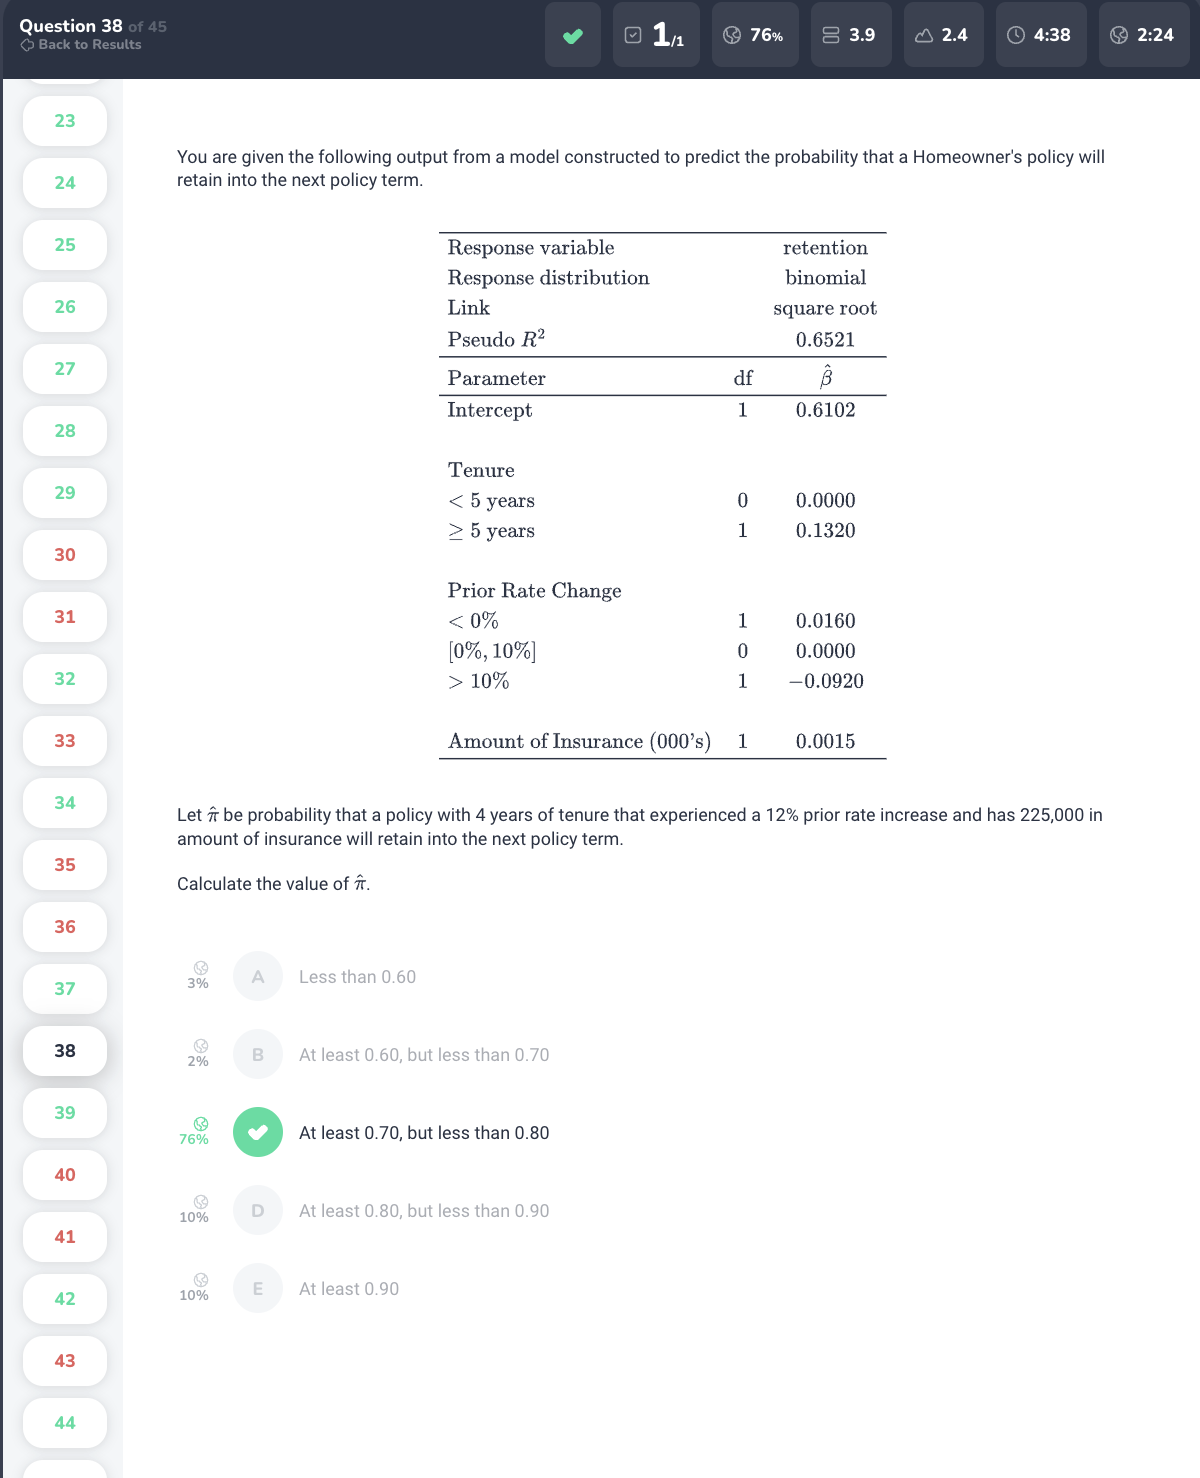 Question 38 of 45
Back to Results
1/1
76%
3.9
2.4
4:38
2:24
23
24
25
26
27
28
29
30
31
32
33
34
35
36
37
38
39
40
41
42
43
44
You are given the following output from a model constructed to predict the probability that a Homeowner's policy will
retain into the next policy term.
Response variable retention
Response distribution binomial
Link square root
Pseudo R² 0.6521
Parameter df β̂
Intercept 1 0.6102
Tenure
< 5 years 0 0.0000
≥ 5 years 1 0.1320
Prior Rate Change
< 0% 1 0.0160
[0%, 10%] 0 0.0000
> 10% 1 −0.0920
Amount of Insurance (000's) 1 0.0015
Let π̂ be probability that a policy with 4 years of tenure that experienced a 12% prior rate increase and has 225,000 in
amount of insurance will retain into the next policy term.
Calculate the value of π̂.
3% A Less than 0.60
2% B At least 0.60, but less than 0.70
76% At least 0.70, but less than 0.80
10% D At least 0.80, but less than 0.90
10% E At least 0.90